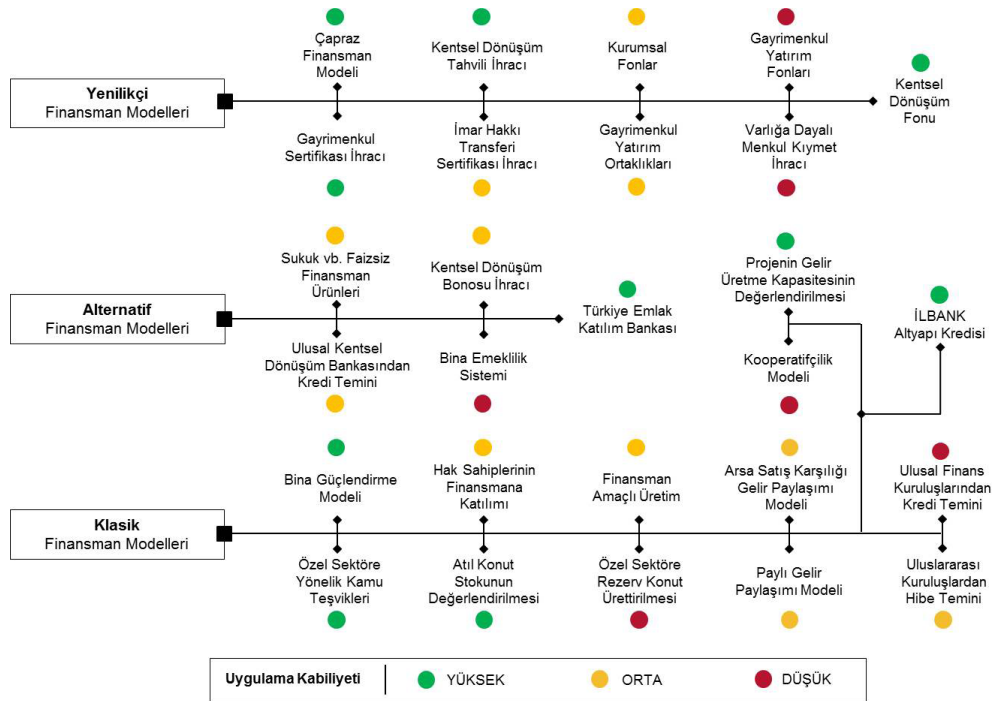 Çapraz
Finansman
Modeli
Kentsel Dönüşüm
Tahvili İhracı
Kurumsal
Fonlar
Gayrimenkul
Yatırım
Fonları
Kentsel
Dönüşüm
Fonu
Yenilikçi
Finansman Modelleri
Gayrimenkul
Sertifikası İhracı
İmar Hakkı
Transferi
Sertifikası İhracı
Gayrimenkul
Yatırım
Ortaklıkları
Varlığa Dayalı
Menkul Kıymet
İhracı
Sukuk vb. Faizsiz
Finansman
Ürünleri
Kentsel Dönüşüm
Bonosu İhracı
Türkiye Emlak
Katılım Bankası
Projenin Gelir
Üretme Kapasitesinin
Değerlendirilmesi
İLBANK
Altyapı Kredisi
Alternatif
Finansman Modelleri
Ulusal Kentsel
Dönüşüm Bankasından
Kredi Temini
Bina Emeklilik
Sistemi
Kooperatifçilik
Modeli
Bina Güçlendirme
Modeli
Hak Sahiplerinin
Finansmana
Katılımı
Finansman
Amaçlı Üretim
Arsa Satış Karşılığı
Gelir Paylaşımı
Modeli
Ulusal Finans
Kuruluşlarından
Kredi Temini
Klasik
Finansman Modelleri
Özel Sektöre
Yönelik Kamu
Teşvikleri
Atıl Konut
Stokunun
Değerlendirilmesi
Özel Sektöre
Rezerv Konut
Ürettirilmesi
Paylı Gelir
Paylaşımı Modeli
Uluslararası
Kuruluşlardan
Hibe Temini
Uygulama Kabiliyeti
YÜKSEK
ORTA
DÜŞÜK